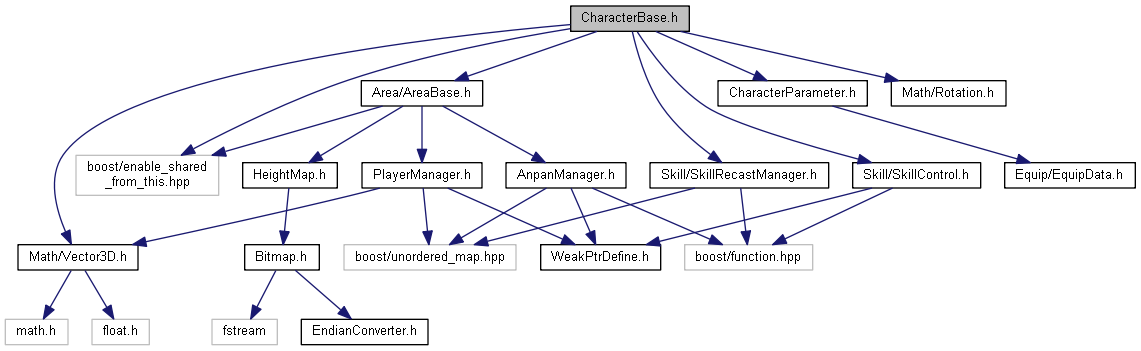 CharacterBase.h
Area/AreaBase.h
CharacterParameter.h
Math/Rotation.h
boost/enable_shared
_from_this.hpp
HeightMap.h
PlayerManager.h
AnpanManager.h
Skill/SkillRecastManager.h
Skill/SkillControl.h
Equip/EquipData.h
Math/Vector3D.h
Bitmap.h
boost/unordered_map.hpp
WeakPtrDefine.h
boost/function.hpp
math.h
float.h
fstream
EndianConverter.h